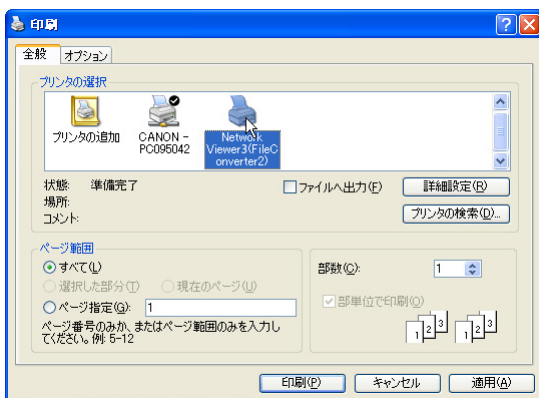 印刷
全般
オプション
プリンタの選択
プリンタの追加
CANON -
PC095042
Network
Viewer3(FileC
onverter2)
状態: 準備完了
場所:
コメント:
ファイルへ出力(F)
詳細設定(R)
プリンタの検索(D)...
ページ範囲
すべて(L)
選択した部分(T)
現在のページ(U)
ページ指定(G): 1
ページ番号のみか、またはページ範囲のみを入力し
てください。例: 5-12
部数(C): 1
部単位で印刷(O)
1 2 3 1 2 3
印刷(P)
キャンセル
適用(A)